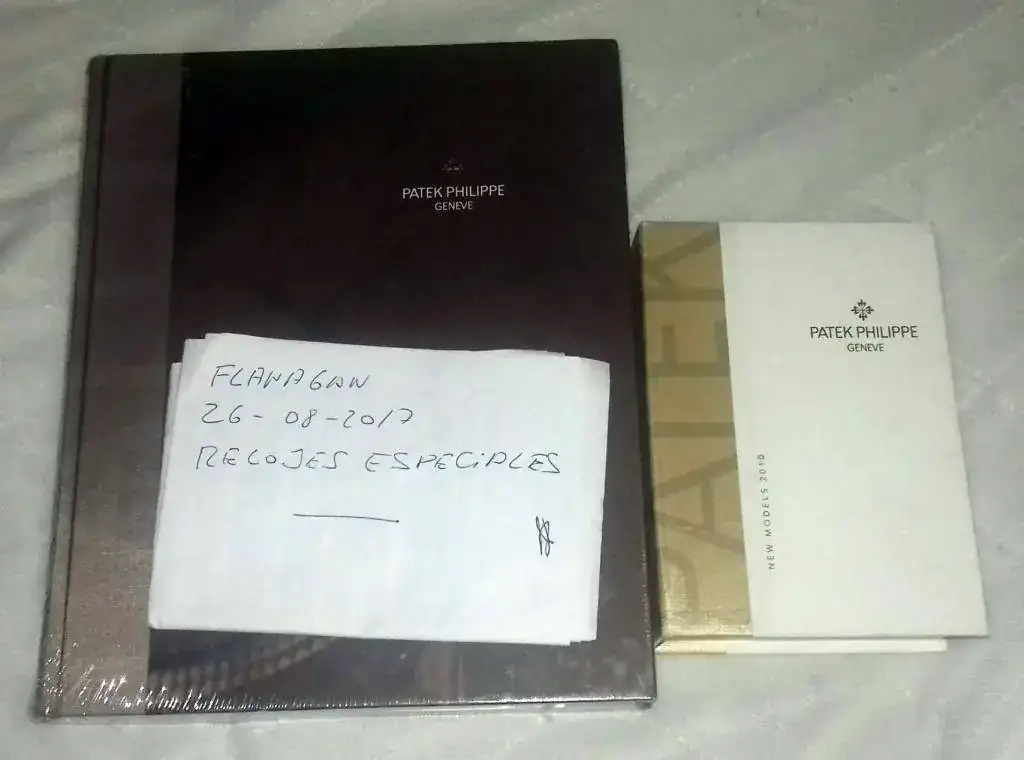 PATEK PHILIPPE
GENEVE
FLANAGAN
26-08-2017
RELOJES ESPECIALES
PATEK PHILIPPE
GENEVE
NEW MODELS 2010
PATEK